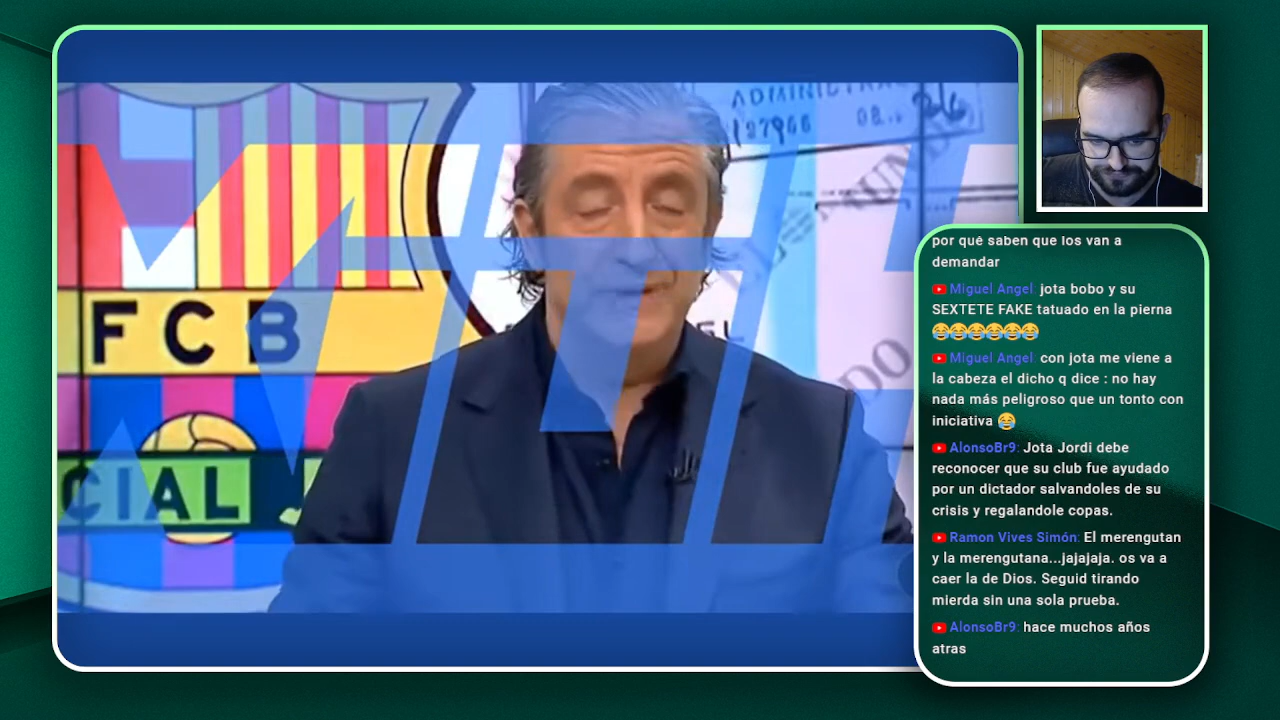 ADMINISTRA
127966
08..
FCB
CIAL
por qué saben que los van a
demandar
Miguel Angel jota bobo y su
SEXTETE FAKE tatuado en la pierna
😂😂😂😂😂😂
Miguel Angel con jota me viene a
la cabeza el dicho q dice : no hay
nada más peligroso que un tonto con
iniciativa 😂
AlonsoBr9: Jota Jordi debe
reconocer que su club fue ayudado
por un dictador salvandoles de su
crisis y regalandole copas.
Ramon Vives Simón: El merengutan
y la merengutana...jajajaja. os va a
caer la de Dios. Seguid tirando
mierda sin una sola prueba.
AlonsoBr9: hace muchos años
atras